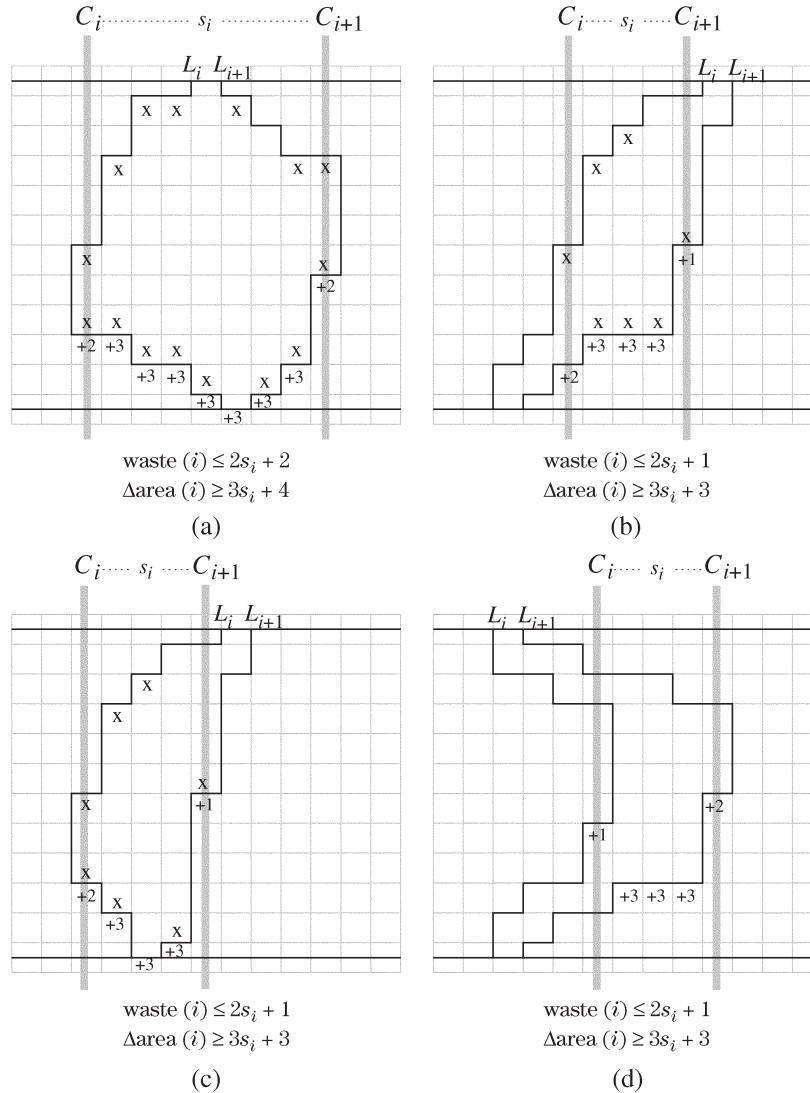 C_i ........ s_i ........ C_{i+1}
L_i L_{i+1}
x x x
x x x
x x
+2
x x
+2 +3
x x x
+3 +3 +3
x x
+3 +3
+3
waste (i) ≤ 2s_i + 2
Δarea (i) ≥ 3s_i + 4
(a)
C_i ..... s_i ..... C_{i+1}
L_i L_{i+1}
x
x
x
x +1
x x x
+3 +3 +3
+2
waste (i) ≤ 2s_i + 1
Δarea (i) ≥ 3s_i + 3
(b)
C_i ..... s_i ..... C_{i+1}
L_i L_{i+1}
x
x
x
x +1
x
+2 x
+3 x
+3 +3
waste (i) ≤ 2s_i + 1
Δarea (i) ≥ 3s_i + 3
(c)
C_i ..... s_i ..... C_{i+1}
L_i L_{i+1}
+2
+1
+3 +3 +3
waste (i) ≤ 2s_i + 1
Δarea (i) ≥ 3s_i + 3
(d)